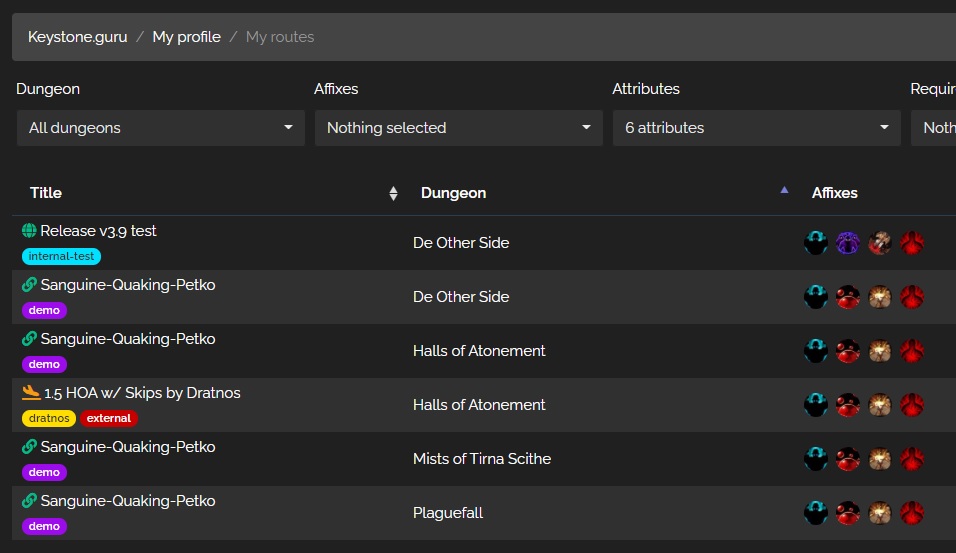 Keystone.guru / My profile / My routes
Dungeon Affixes Attributes Requir
All dungeons Nothing selected 6 attributes Noth
Title Dungeon Affixes
Release v3.9 test
internal-test
De Other Side
Sanguine-Quaking-Petko
demo
De Other Side
Sanguine-Quaking-Petko
demo
Halls of Atonement
1.5 HOA w/ Skips by Dratnos
dratnos external
Halls of Atonement
Sanguine-Quaking-Petko
demo
Mists of Tirna Scithe
Sanguine-Quaking-Petko
demo
Plaguefall